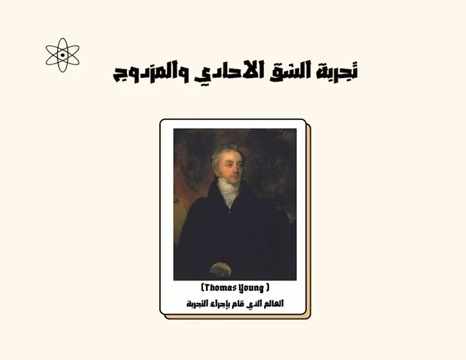 تجربة الشق الاحادي والمزدوج
(Thomas Young )
العالم الذي قام بإجراء التجربة